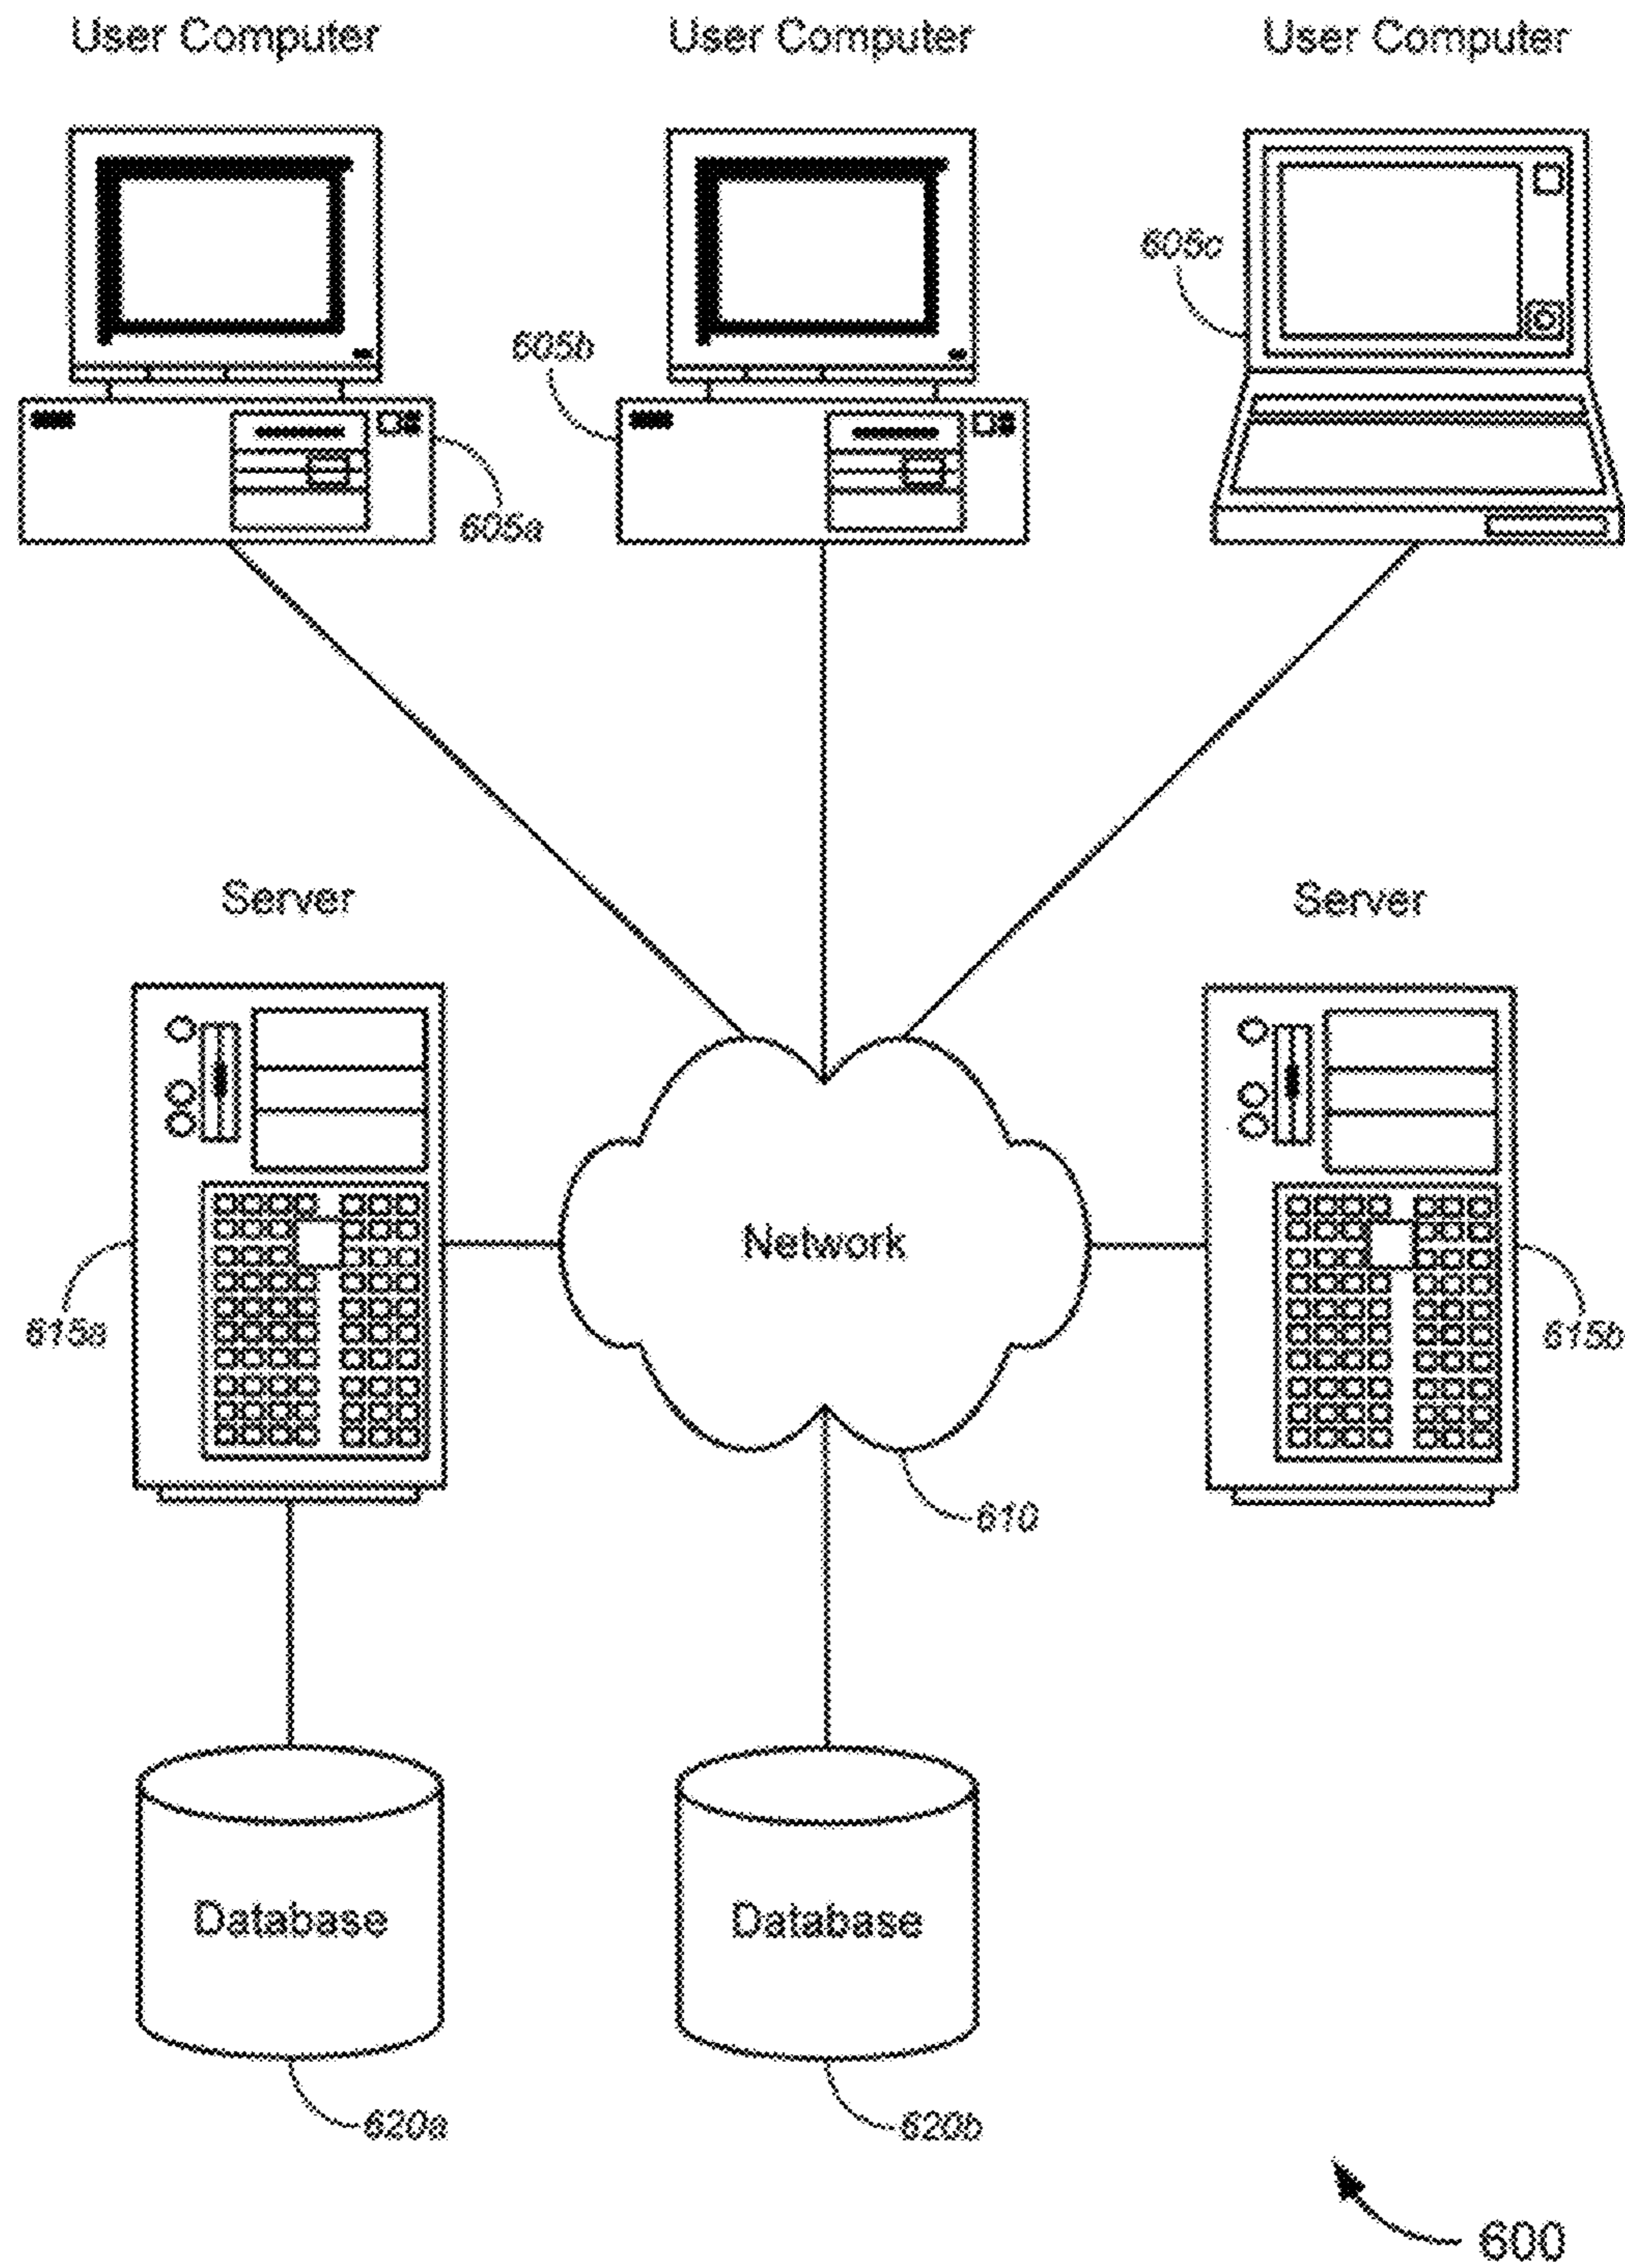 User Computer
User Computer
User Computer
605c
605b
605a
Server
Server
Network
615a
615b
610
Database
Database
620a
620b
600